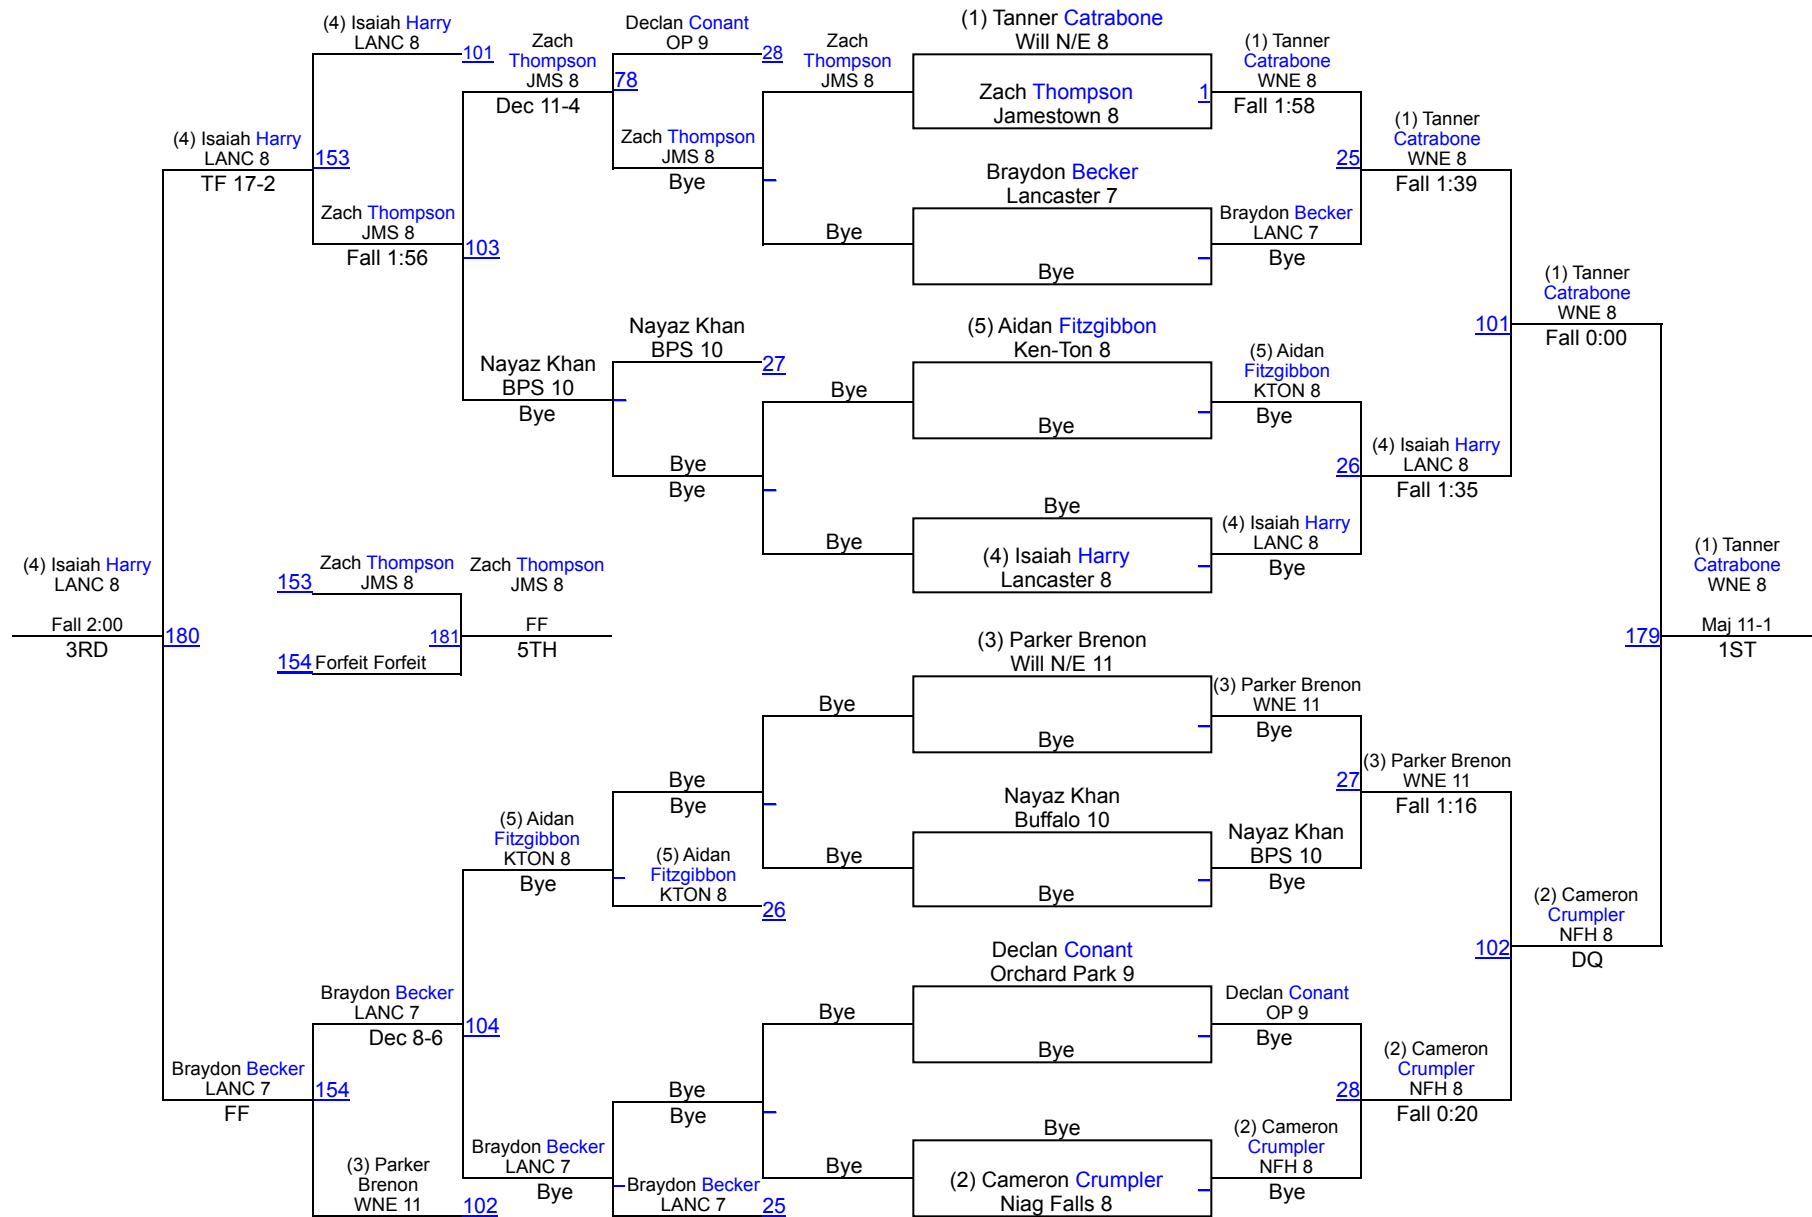 (4) Isaiah Harry
LANC 8
101
Zach
Thompson
JMS 8
Dec 11-4
78
Declan Conant
OP 9
28
Zach
Thompson
JMS 8
(1) Tanner Catrabone
Will N/E 8
Zach Thompson
Jamestown 8
1
(1) Tanner
Catrabone
WNE 8
Fall 1:58
(4) Isaiah Harry
LANC 8
TF 17-2
153
Zach Thompson
JMS 8
Bye
Braydon Becker
Lancaster 7
25
(1) Tanner
Catrabone
WNE 8
Fall 1:39
Zach Thompson
JMS 8
Fall 1:56
103
Bye
Bye
Braydon Becker
LANC 7
Bye
(1) Tanner
Catrabone
WNE 8
Fall 0:00
101
Nayaz Khan
BPS 10
Bye
Nayaz Khan
BPS 10
27
(5) Aidan Fitzgibbon
Ken-Ton 8
Bye
Bye
(5) Aidan
Fitzgibbon
KTON 8
Bye
Bye
Bye
26
(4) Isaiah Harry
LANC 8
Fall 1:35
Bye
Bye
(4) Isaiah Harry
Lancaster 8
(4) Isaiah Harry
LANC 8
Bye
(4) Isaiah Harry
LANC 8
Fall 2:00
3RD
180
153
Zach Thompson
JMS 8
154
Forfeit Forfeit
181
Zach Thompson
JMS 8
FF
5TH
(1) Tanner
Catrabone
WNE 8
179
Maj 11-1
1ST
(3) Parker Brenon
Will N/E 11
Bye
Bye
(3) Parker Brenon
WNE 11
Bye
Bye
Bye
27
(3) Parker Brenon
WNE 11
Fall 1:16
(5) Aidan
Fitzgibbon
KTON 8
Bye
(5) Aidan
Fitzgibbon
KTON 8
26
Nayaz Khan
Buffalo 10
Bye
Bye
Nayaz Khan
BPS 10
Bye
102
(2) Cameron
Crumpler
NFH 8
DQ
Braydon Becker
LANC 7
Dec 8-6
104
Declan Conant
Orchard Park 9
Bye
Bye
Declan Conant
OP 9
Bye
Braydon Becker
LANC 7
FF
154
Bye
Bye
28
(2) Cameron
Crumpler
NFH 8
Fall 0:20
(3) Parker
Brenon
WNE 11
102
Braydon Becker
LANC 7
Bye
Braydon Becker
LANC 7
25
Bye
Bye
(2) Cameron Crumpler
Niag Falls 8
(2) Cameron
Crumpler
NFH 8
Bye